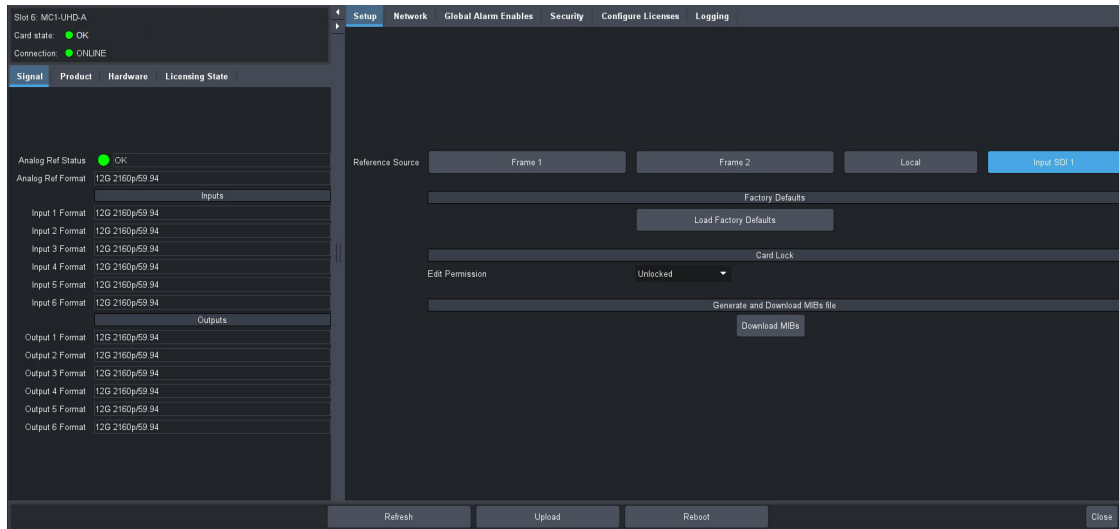 Slot 6: MC1-UHD-A
Card state: OK
Connection: ONLINE
Signal Product Hardware Licensing State
Analog Ref Status OK
Analog Ref Format 12G 2160p/59.94
Inputs
Input 1 Format 12G 2160p/59.94
Input 2 Format 12G 2160p/59.94
Input 3 Format 12G 2160p/59.94
Input 4 Format 12G 2160p/59.94
Input 5 Format 12G 2160p/59.94
Input 6 Format 12G 2160p/59.94
Outputs
Output 1 Format 12G 2160p/59.94
Output 2 Format 12G 2160p/59.94
Output 3 Format 12G 2160p/59.94
Output 4 Format 12G 2160p/59.94
Output 5 Format 12G 2160p/59.94
Output 6 Format 12G 2160p/59.94
Setup Network Global Alarm Enables Security Configure Licenses Logging
Reference Source Frame 1 Frame 2 Local Input SDI 1
Factory Defaults
Load Factory Defaults
Card Lock
Edit Permission Unlocked
Generate and Download MIBs file
Download MIBs
Refresh Upload Reboot Close